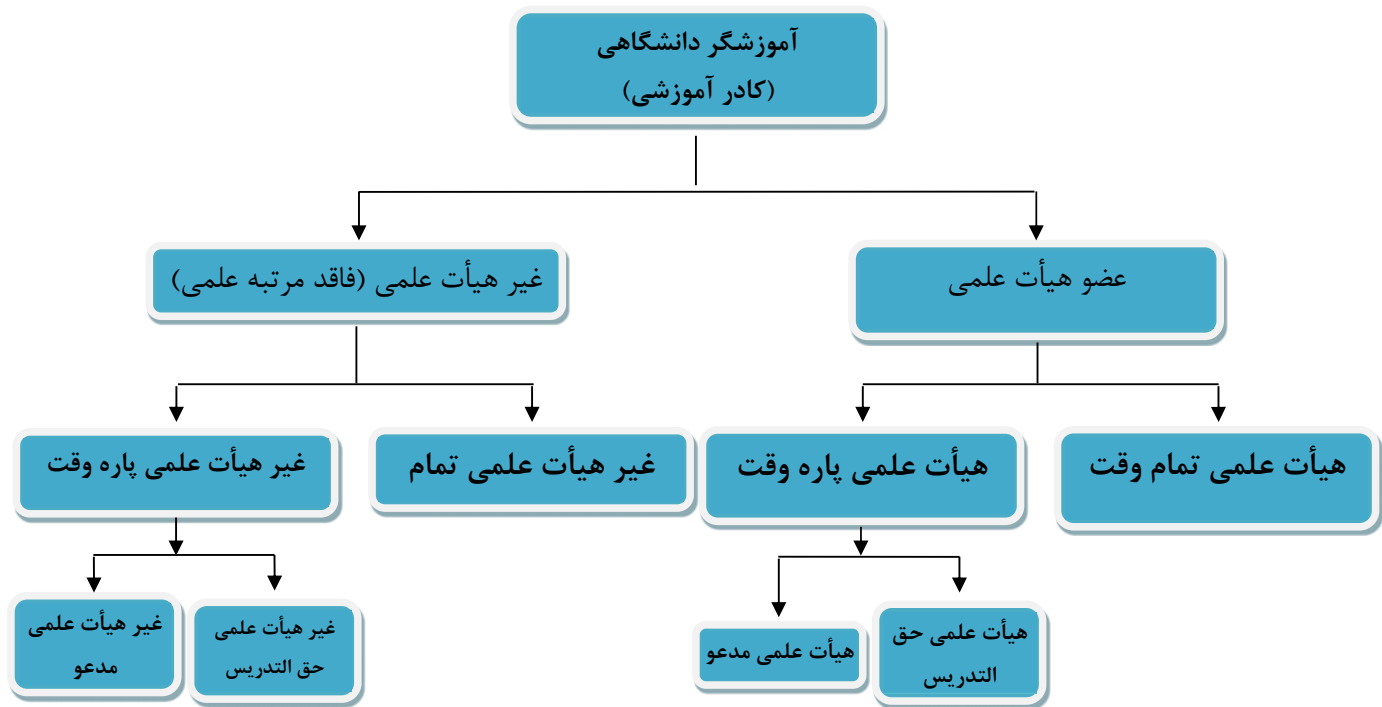 آموزشگر دانشگاهی
(کادر آموزشی)
عضو هیأت علمی
غیر هیأت علمی (فاقد مرتبه علمی)
هیأت علمی تمام وقت
هیأت علمی پاره وقت
غیر هیأت علمی تمام
غیر هیأت علمی پاره وقت
هیأت علمی حق
التدریس
هیأت علمی مدعو
غیر هیأت علمی
حق التدریس
غیر هیأت علمی
مدعو